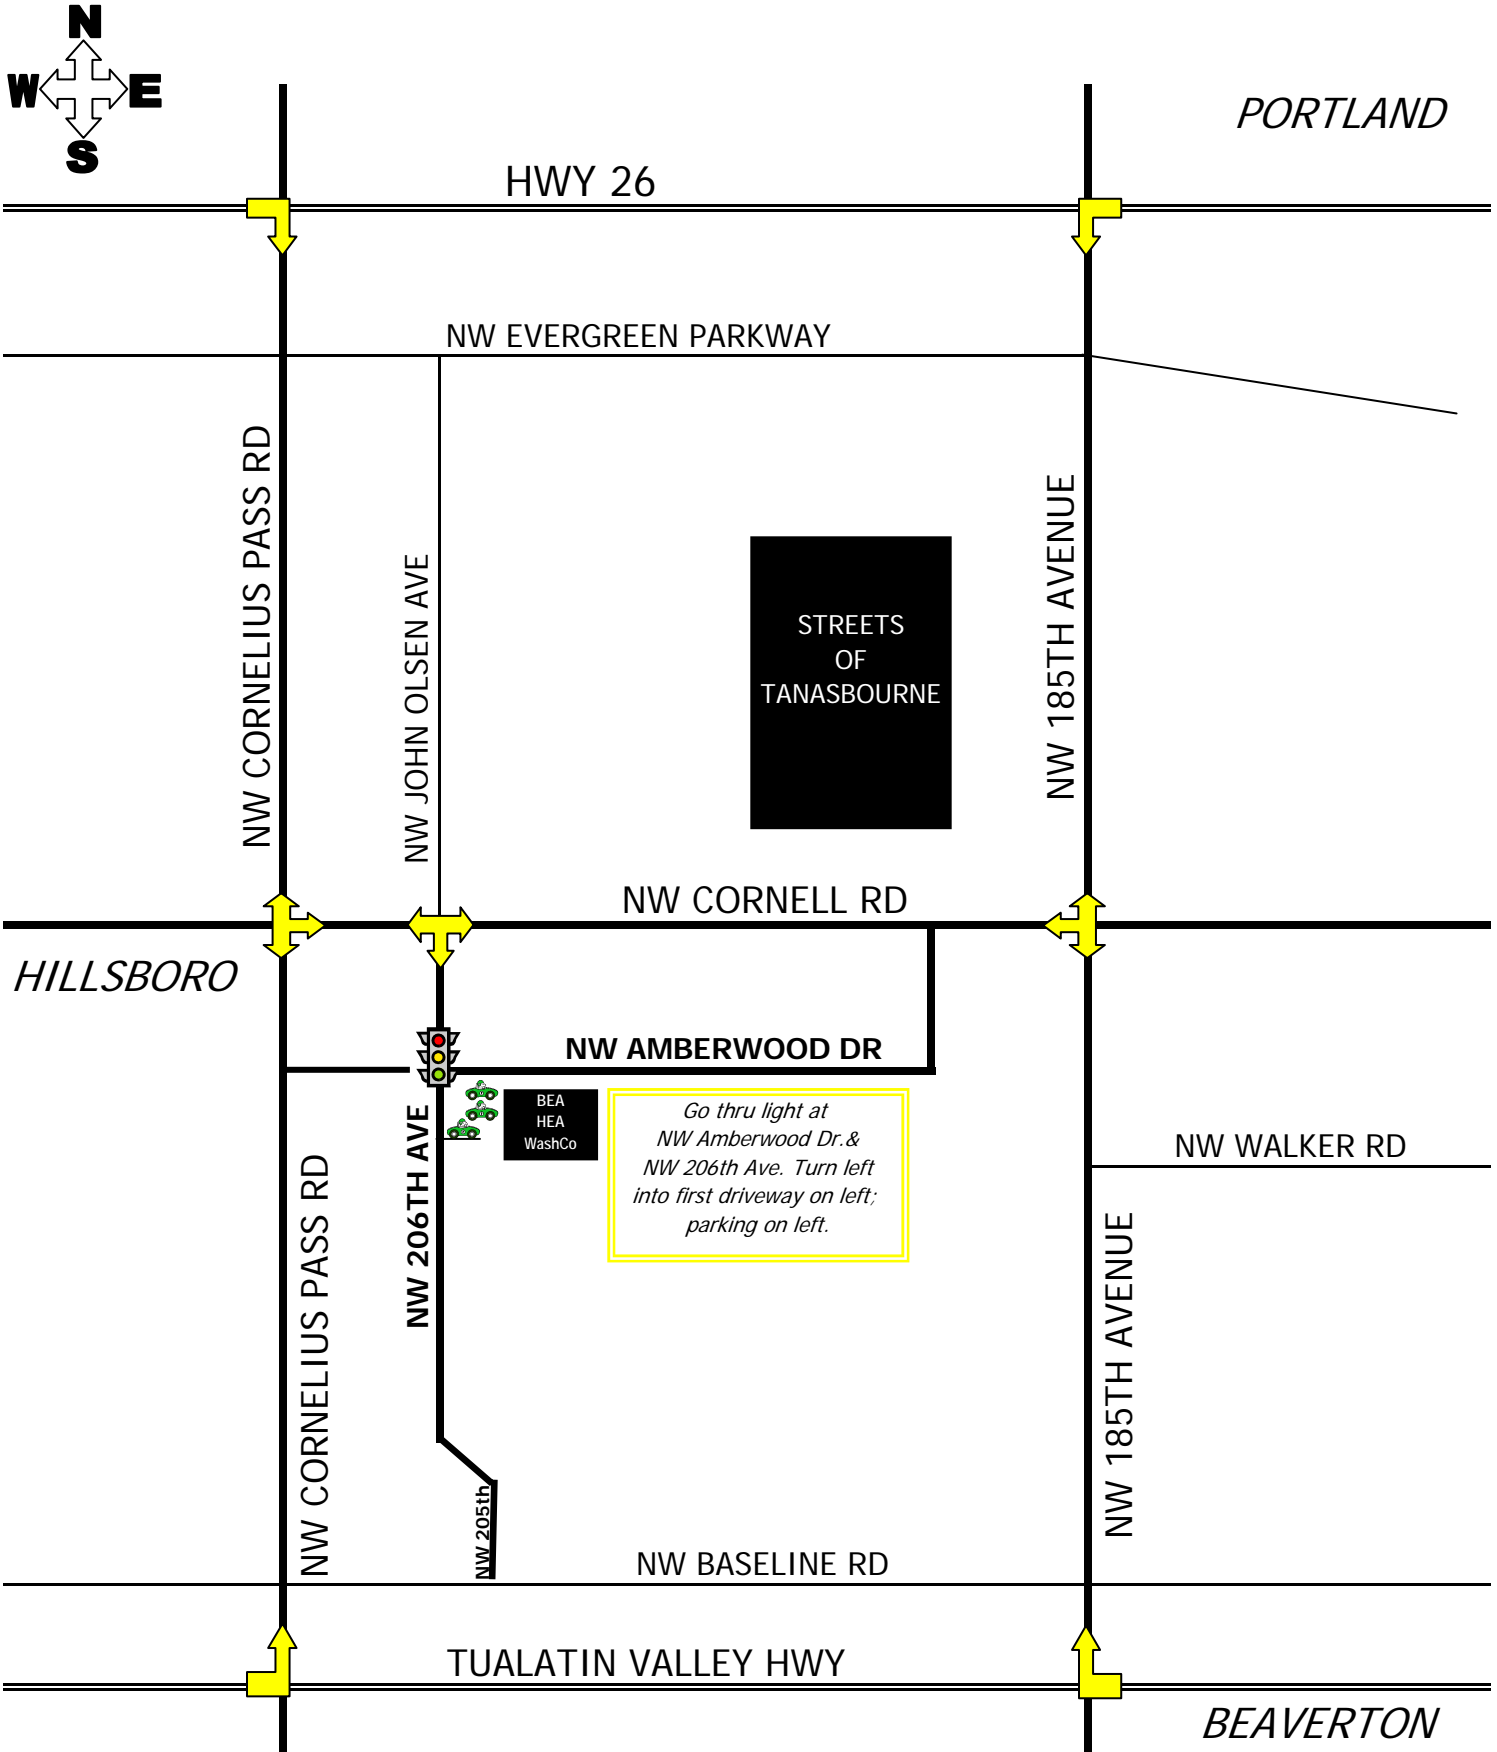 N
W E
S
PORTLAND
HWY 26
NW EVERGREEN PARKWAY
NW CORNELIUS PASS RD
NW JOHN OLSEN AVE
STREETS
OF
TANASBOURNE
NW 185TH AVENUE
NW CORNELL RD
HILLSBORO
NW AMBERWOOD DR
BEA
HEA
WashCo
Go thru light at
NW Amberwood Dr.&
NW 206th Ave. Turn left
into first driveway on left;
parking on left.
NW WALKER RD
NW 206TH AVE
NW CORNELIUS PASS RD
NW 185TH AVENUE
NW 205th
NW BASELINE RD
TUALATIN VALLEY HWY
BEAVERTON